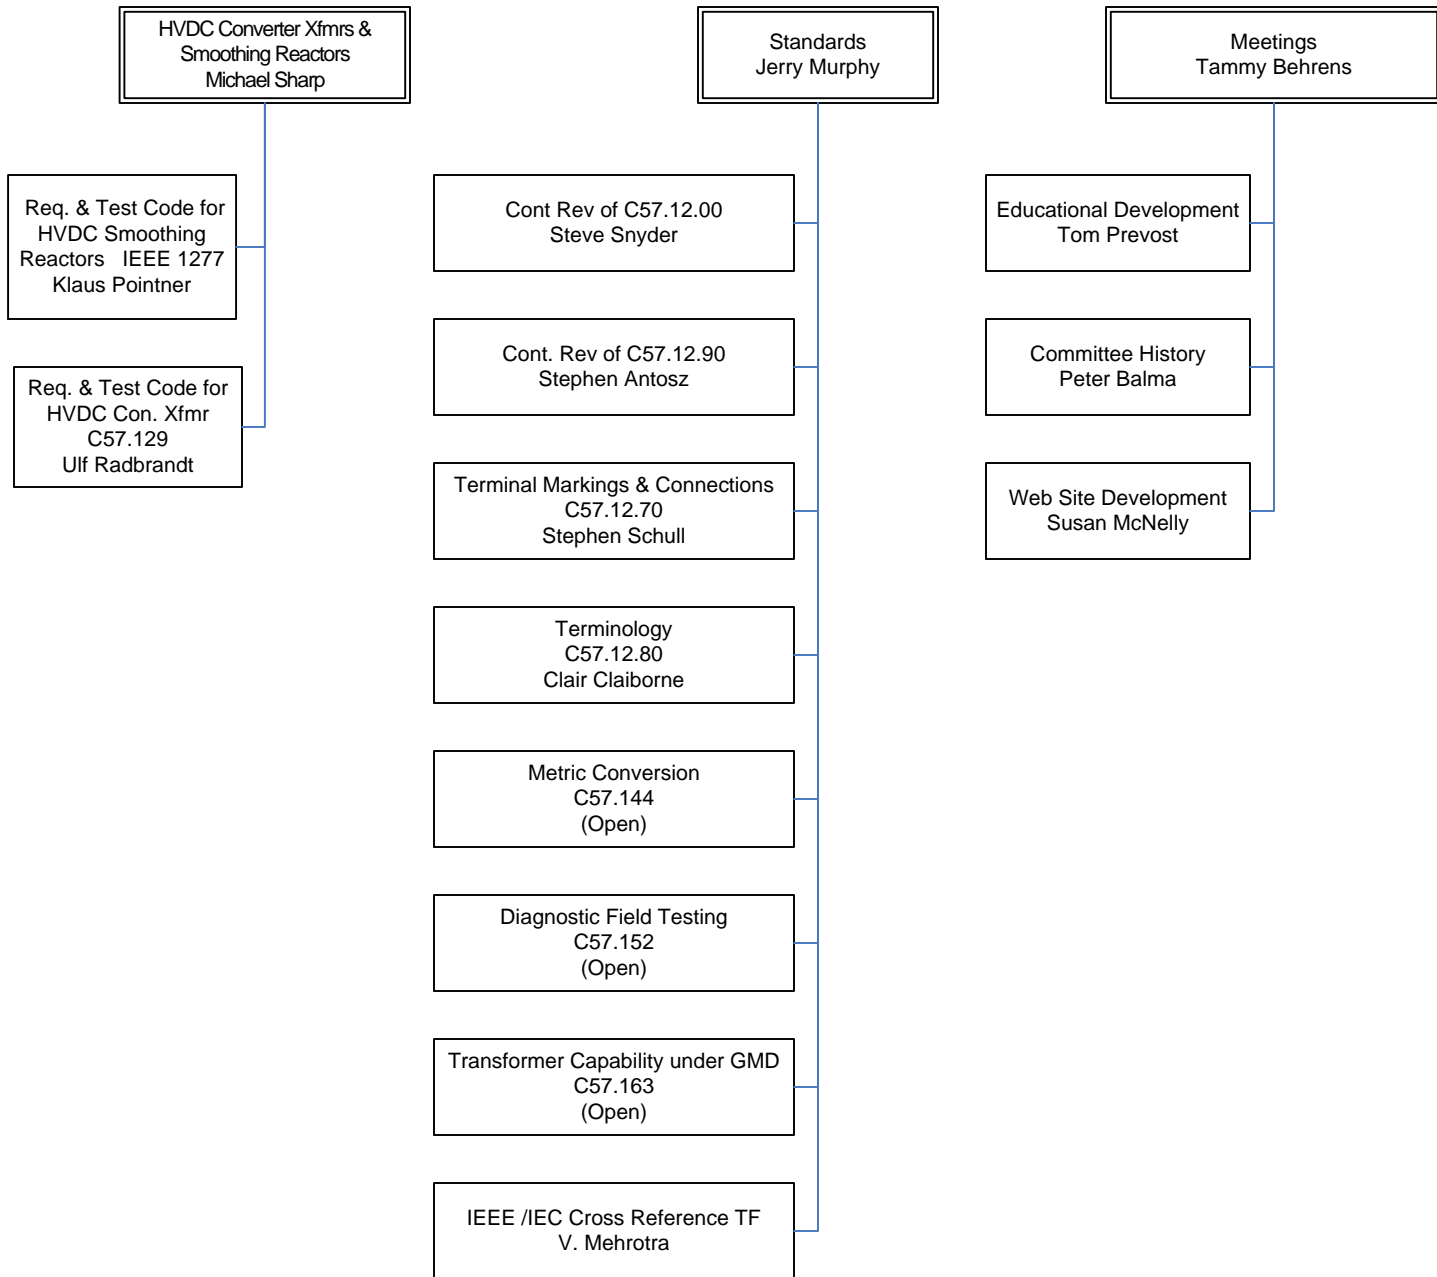 HVDC Converter Xfmrs &
Smoothing Reactors
Michael Sharp
Req. & Test Code for
HVDC Smoothing
Reactors IEEE 1277
Klaus Pointner
Req. & Test Code for
HVDC Con. Xfmr
C57.129
Ulf Radbrandt
Standards
Jerry Murphy
Cont Rev of C57.12.00
Steve Snyder
Cont. Rev of C57.12.90
Stephen Antosz
Terminal Markings & Connections
C57.12.70
Stephen Schull
Terminology
C57.12.80
Clair Claiborne
Metric Conversion
C57.144
(Open)
Diagnostic Field Testing
C57.152
(Open)
Transformer Capability under GMD
C57.163
(Open)
IEEE /IEC Cross Reference TF
V. Mehrotra
Meetings
Tammy Behrens
Educational Development
Tom Prevost
Committee History
Peter Balma
Web Site Development
Susan McNelly